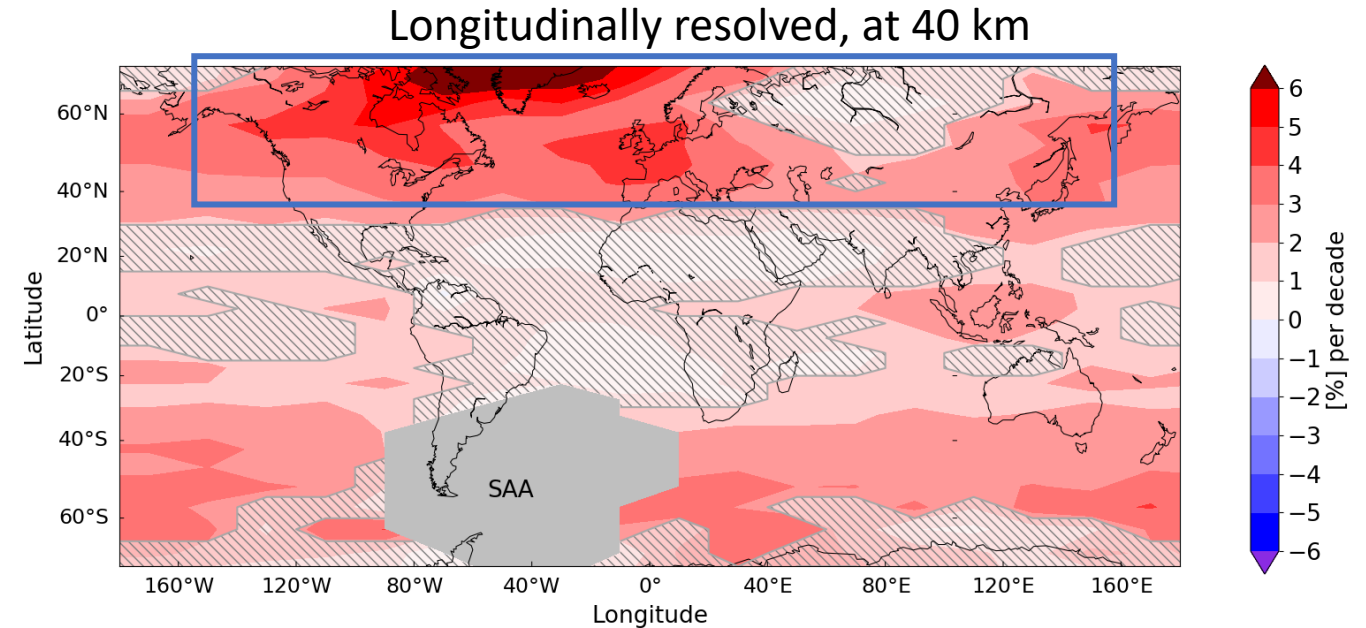 Longitudinally resolved, at 40 km
60°N
40°N
20°N
0°
20°S
40°S
60°S
Latitude
SAA
160°W
120°W
80°W
40°W
0°
40°E
80°E
120°E
160°E
Longitude
6
5
4
3
2
1
0
−1
−2
−3
−4
−5
−6
[%] per decade